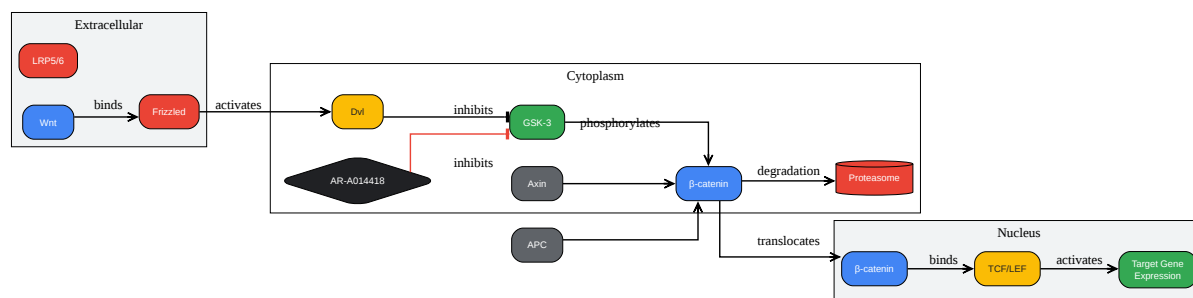 Extracellular
LRP5/6
Wnt
binds
Frizzled
activates
Cytoplasm
Dvl
inhibits
GSK-3
phosphorylates
AR-A014418
inhibits
Axin
β-catenin
degradation
Proteasome
APC
translocates
Nucleus
β-catenin
binds
TCF/LEF
activates
Target Gene
Expression